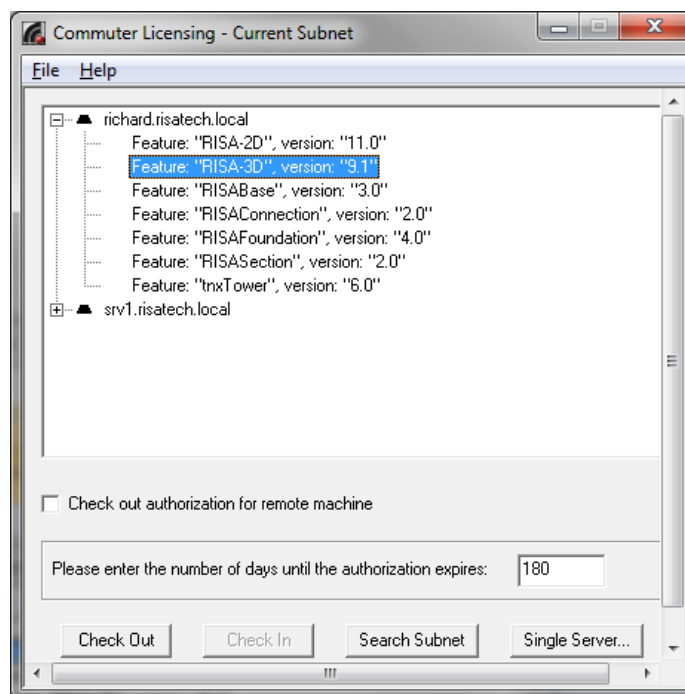 Commuter Licensing - Current Subnet
File Help
richard.risatech.local
Feature: "RISA-2D", version: "11.0"
Feature: "RISA-3D", version: "9.1"
Feature: "RISABase", version: "3.0"
Feature: "RISAConnection", version: "2.0"
Feature: "RISAFoundation", version: "4.0"
Feature: "RISASection", version: "2.0"
Feature: "tnxTower", version: "6.0"
srv1.risatech.local
Check out authorization for remote machine
Please enter the number of days until the authorization expires: 180
Check Out Check In Search Subnet Single Server...